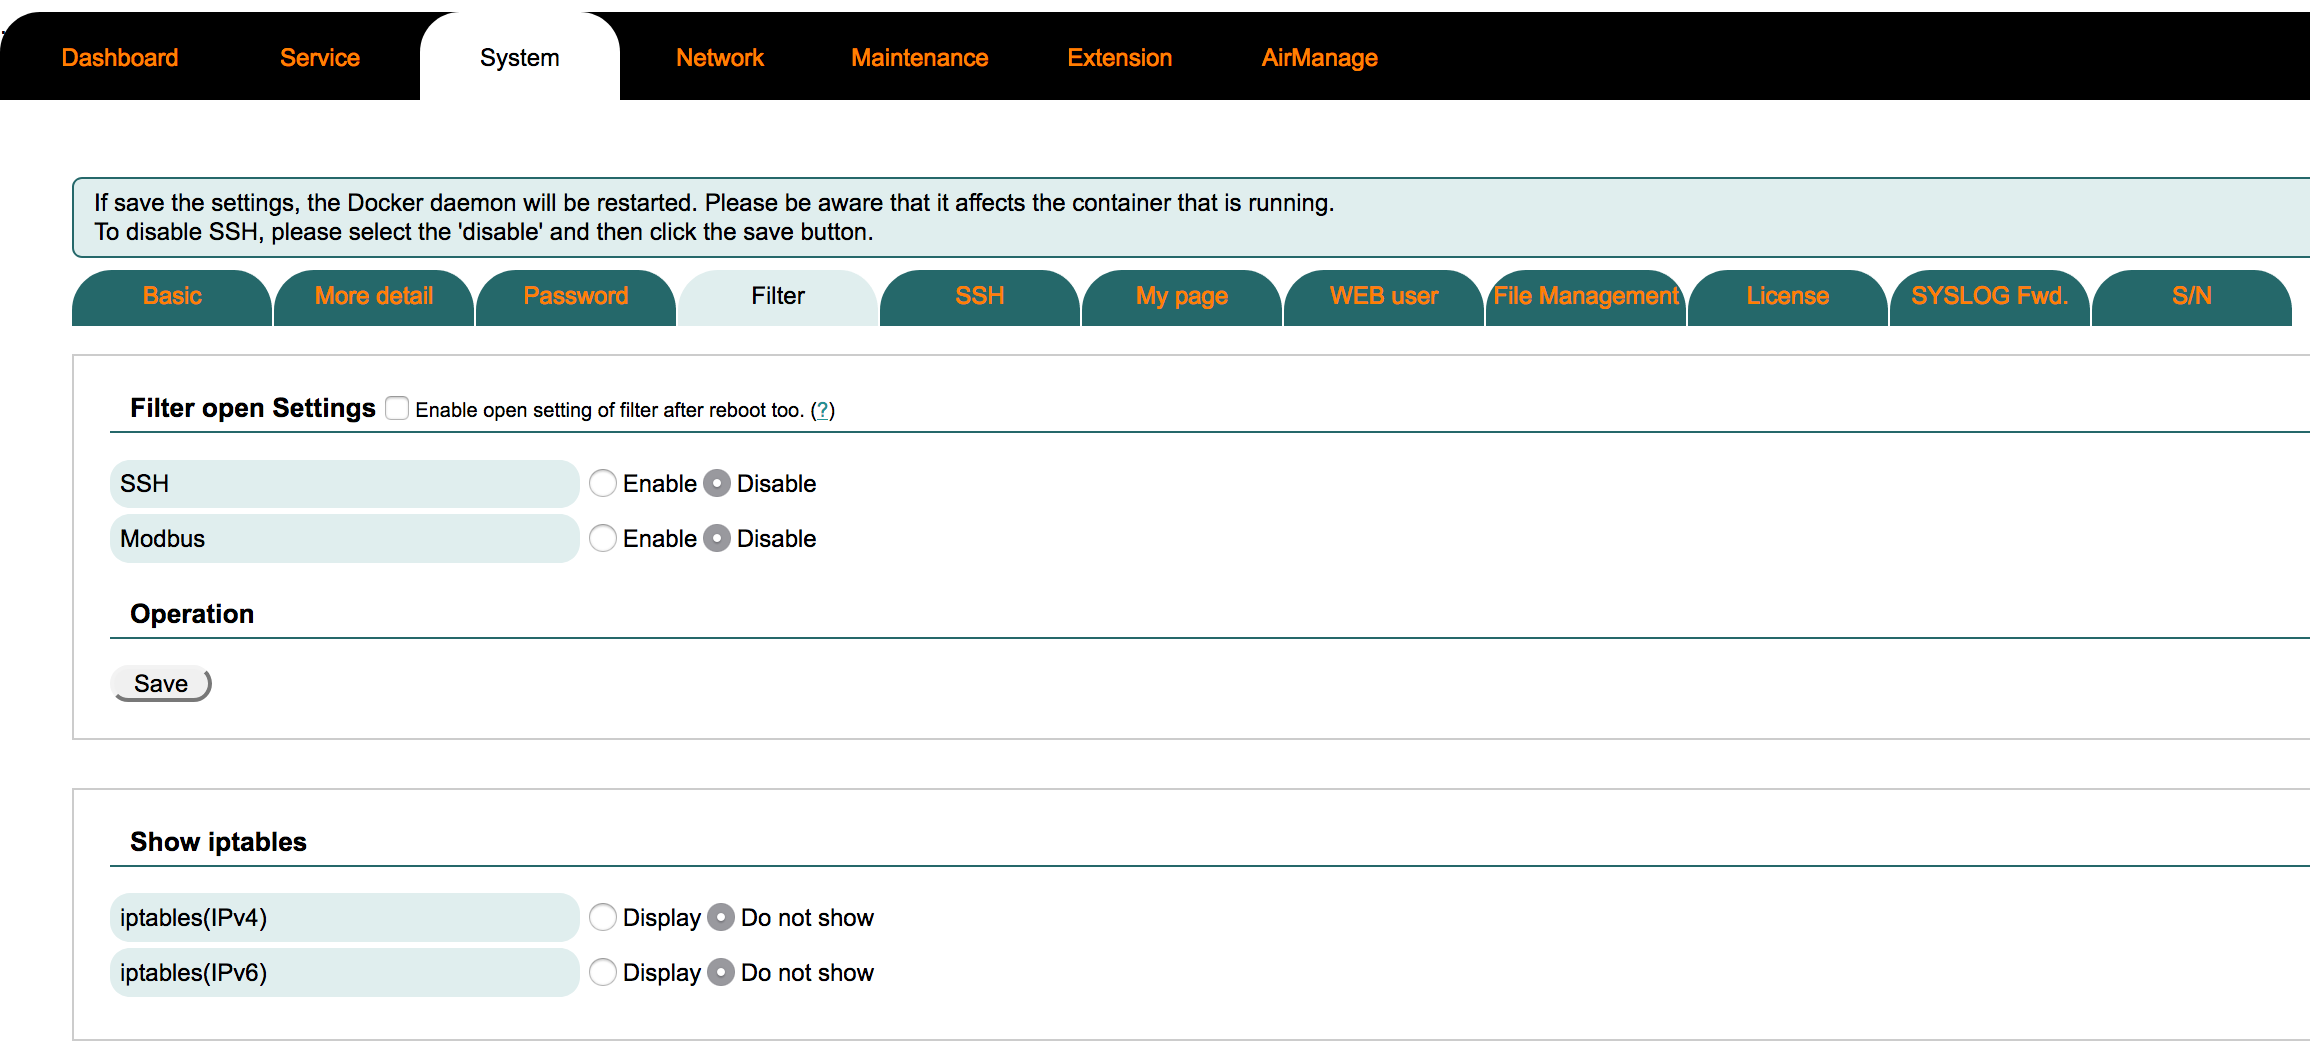 Dashboard Service System Network Maintenance Extension AirManage
If save the settings, the Docker daemon will be restarted. Please be aware that it affects the container that is running.
To disable SSH, please select the 'disable' and then click the save button.
Basic More detail Password Filter SSH My page WEB user File Management License SYSLOG Fwd. S/N
Filter open Settings Enable open setting of filter after reboot too. (?)
SSH Enable Disable
Modbus Enable Disable
Operation
Save
Show iptables
iptables(IPv4) Display Do not show
iptables(IPv6) Display Do not show